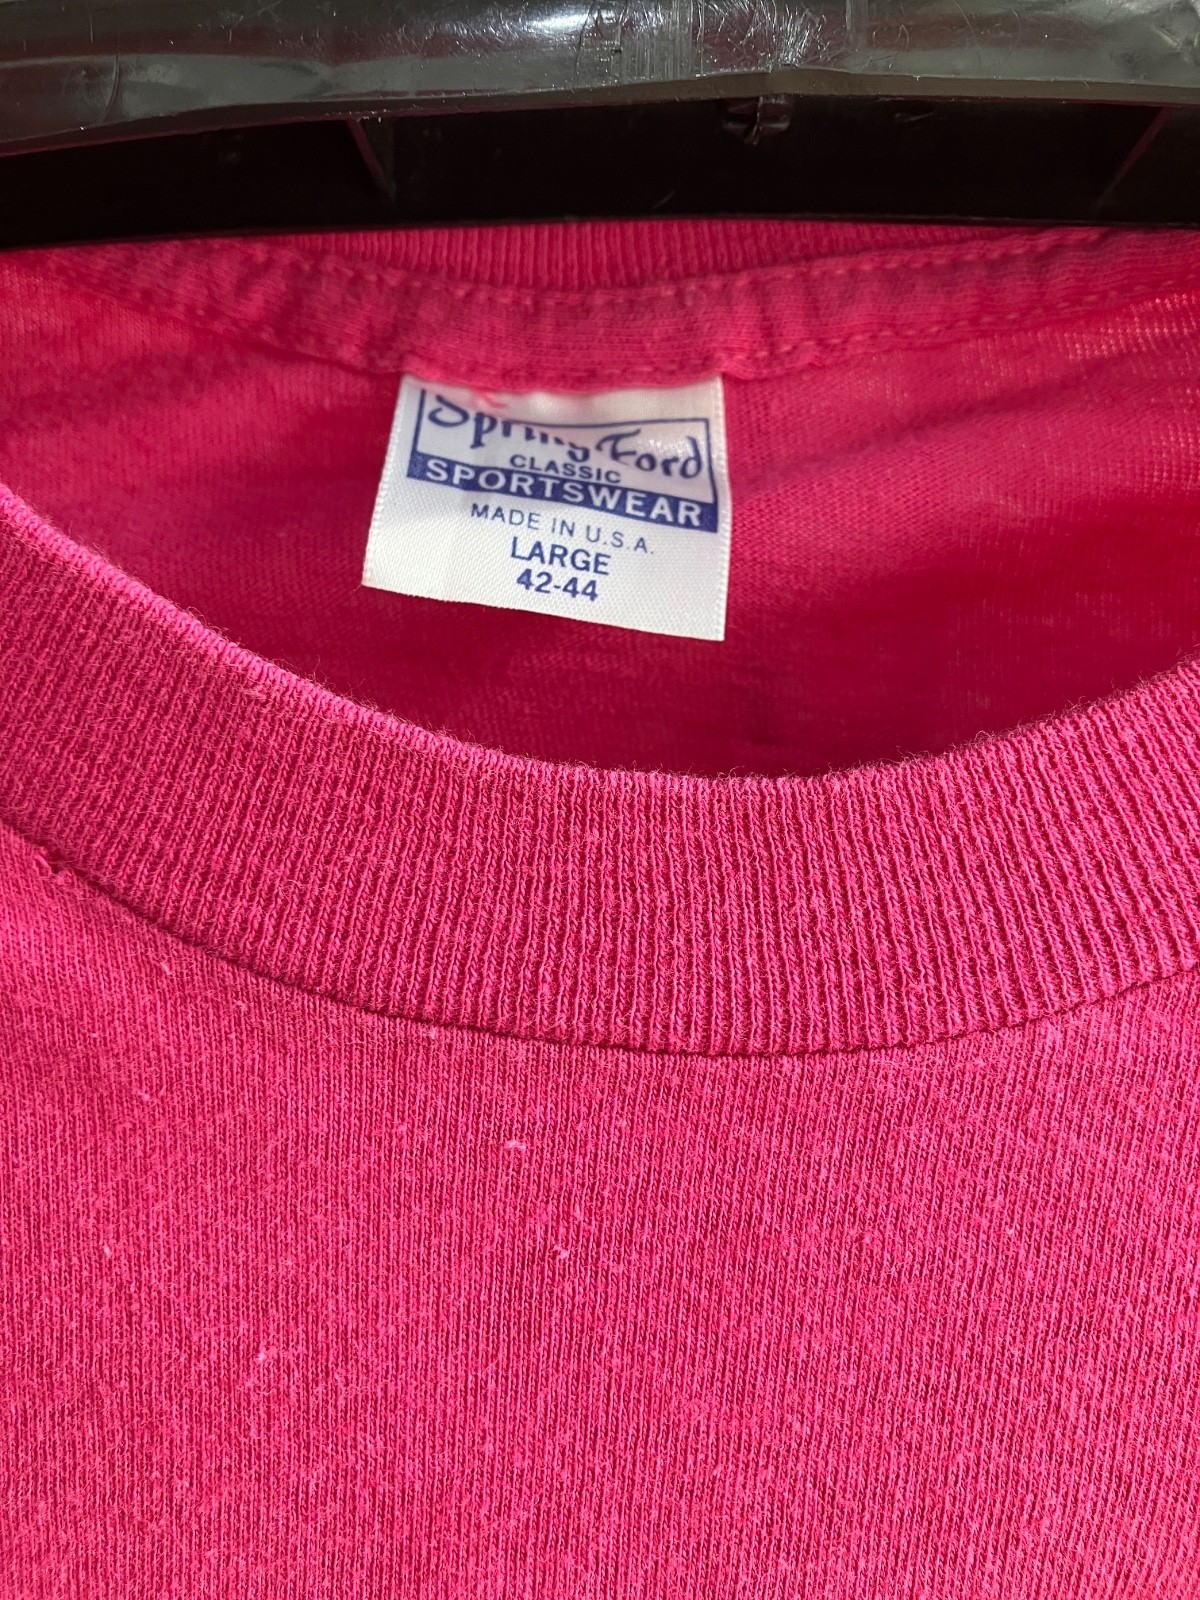 Spring Ford
CLASSIC
SPORTSWEAR
MADE IN U.S.A.
LARGE
42-44